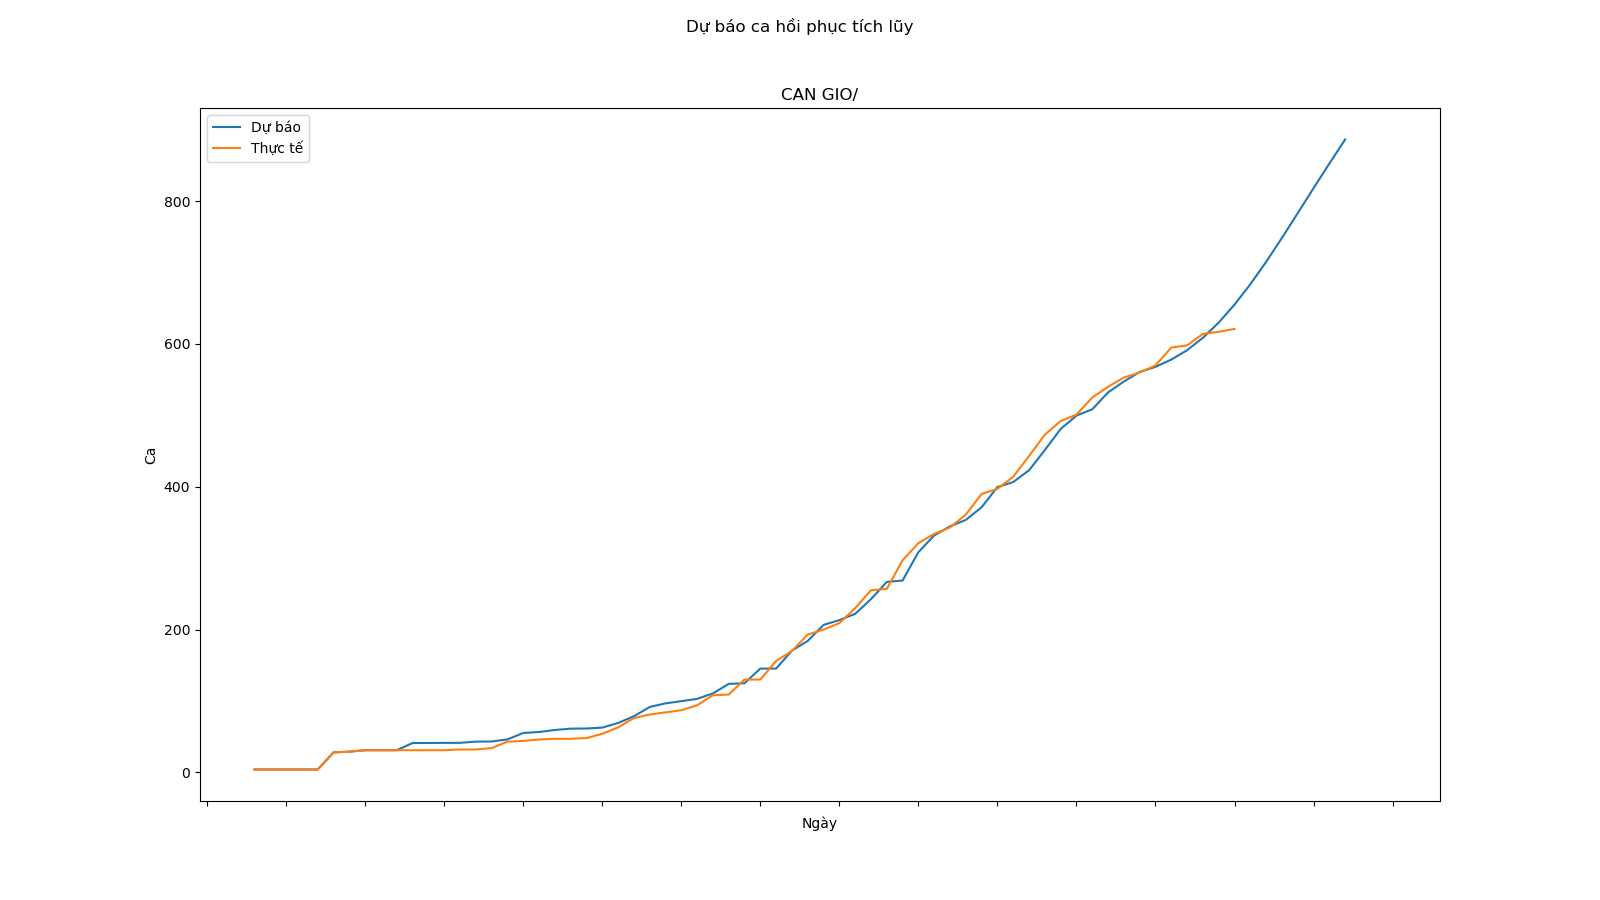 Dự báo ca hồi phục tích lũy
CAN GIO/
Dự báo
Thực tế
800
600
400
200
0
Ca
Ngày